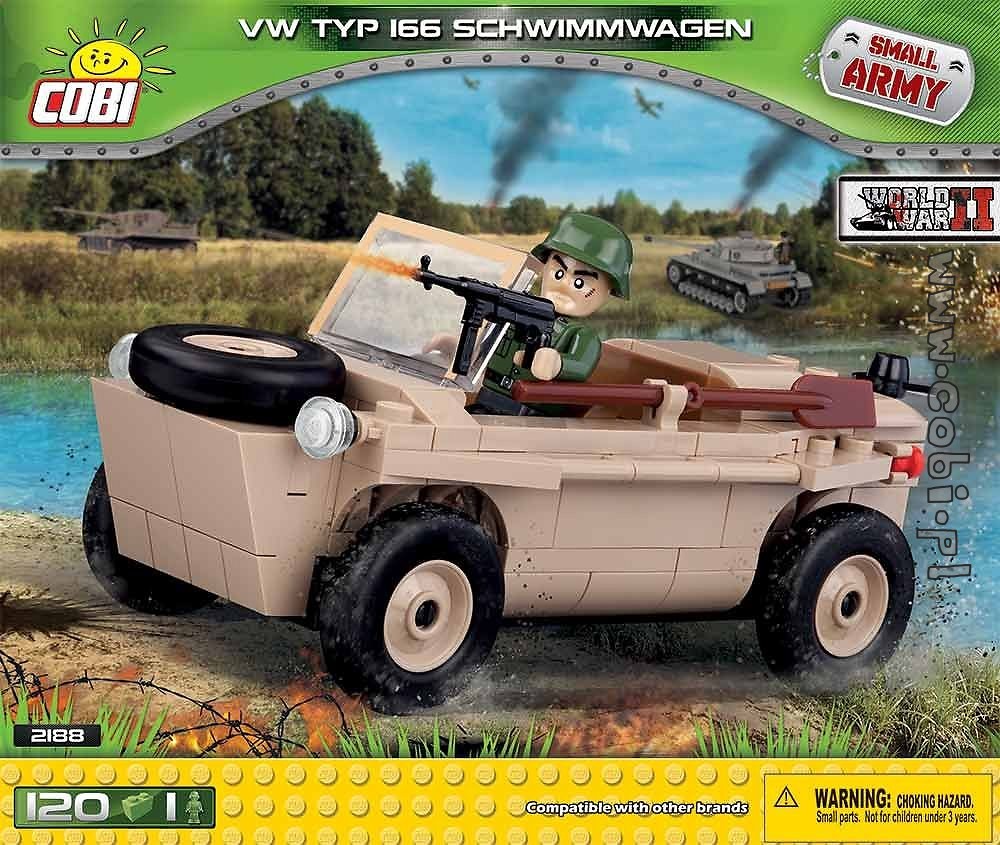 VW TYP 166 SCHWIMMWAGEN
COBI
SMALL
ARMY
WORLD
WAR II
www.cobi.pl
2188
120 1
Compatible with other brands
WARNING: CHOKING HAZARD.
Small parts. Not for children under 3 years.